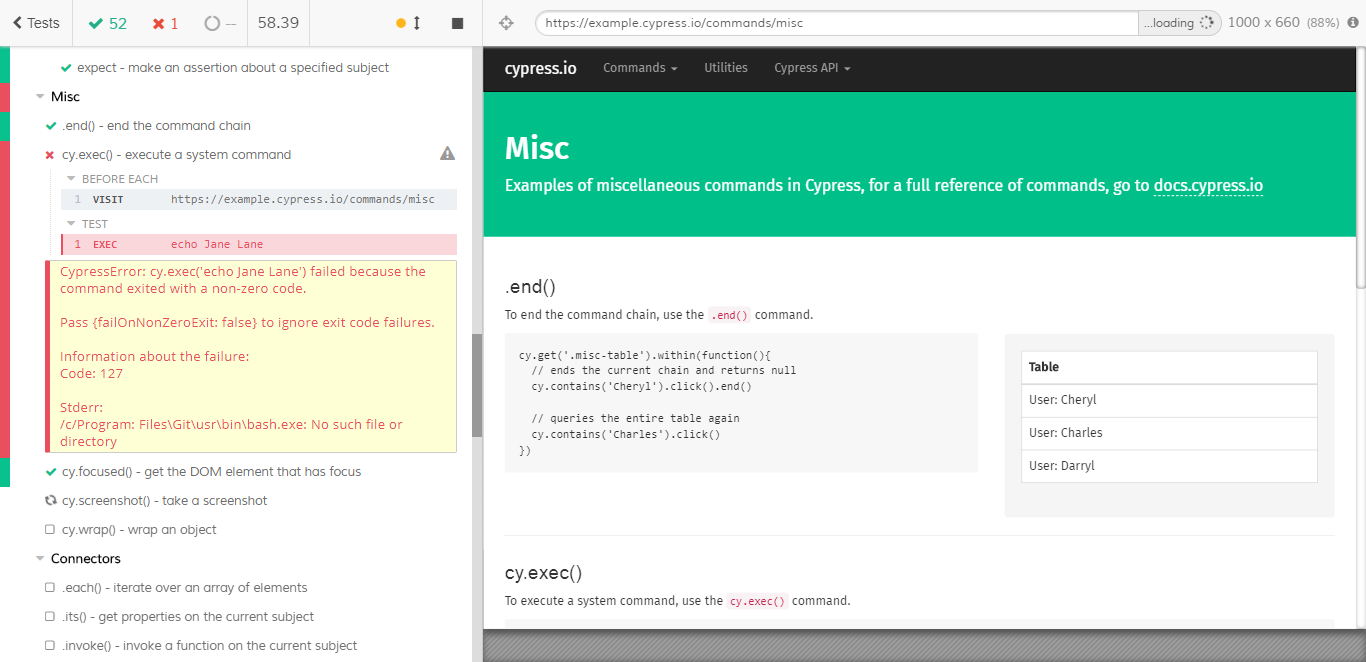 Tests 52 1 -- 58.39
https://example.cypress.io/commands/misc ...loading 1000 x 660 (88%)
expect - make an assertion about a specified subject
Misc
.end() - end the command chain
cy.exec() - execute a system command
BEFORE EACH
1 VISIT https://example.cypress.io/commands/misc
TEST
1 EXEC echo Jane Lane
CypressError: cy.exec('echo Jane Lane') failed because the
command exited with a non-zero code.
Pass {failOnNonZeroExit: false} to ignore exit code failures.
Information about the failure:
Code: 127
Stderr:
/c/Program: Files\Git\usr\bin\bash.exe: No such file or
directory
cy.focused() - get the DOM element that has focus
cy.screenshot() - take a screenshot
cy.wrap() - wrap an object
Connectors
.each() - iterate over an array of elements
.its() - get properties on the current subject
.invoke() - invoke a function on the current subject
cypress.io Commands Utilities Cypress API
Misc
Examples of miscellaneous commands in Cypress, for a full reference of commands, go to docs.cypress.io
.end()
To end the command chain, use the .end() command.
cy.get('.misc-table').within(function(){
// ends the current chain and returns null
cy.contains('Cheryl').click().end()
// queries the entire table again
cy.contains('Charles').click()
})
Table
User: Cheryl
User: Charles
User: Darryl
cy.exec()
To execute a system command, use the cy.exec() command.